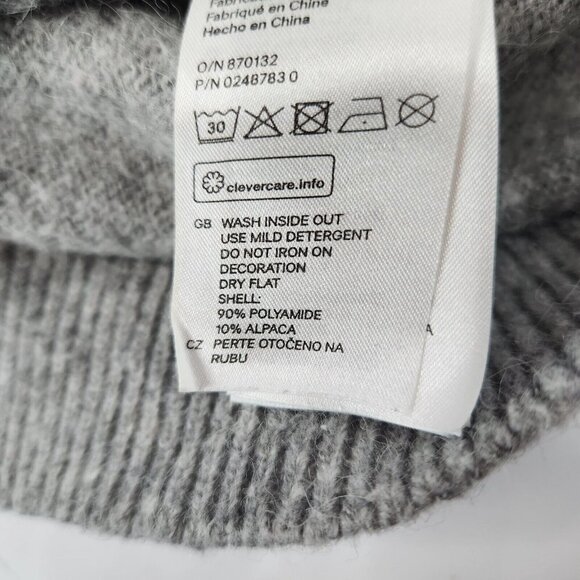 Fabriqué en Chine
Hecho en China
O/N 870132
P/N 0248783 0
30
clevercare.info
GB WASH INSIDE OUT
USE MILD DETERGENT
DO NOT IRON ON
DECORATION
DRY FLAT
SHELL:
90% POLYAMIDE
10% ALPACA
A
CZ PERTE OTOČENO NA
RUBU